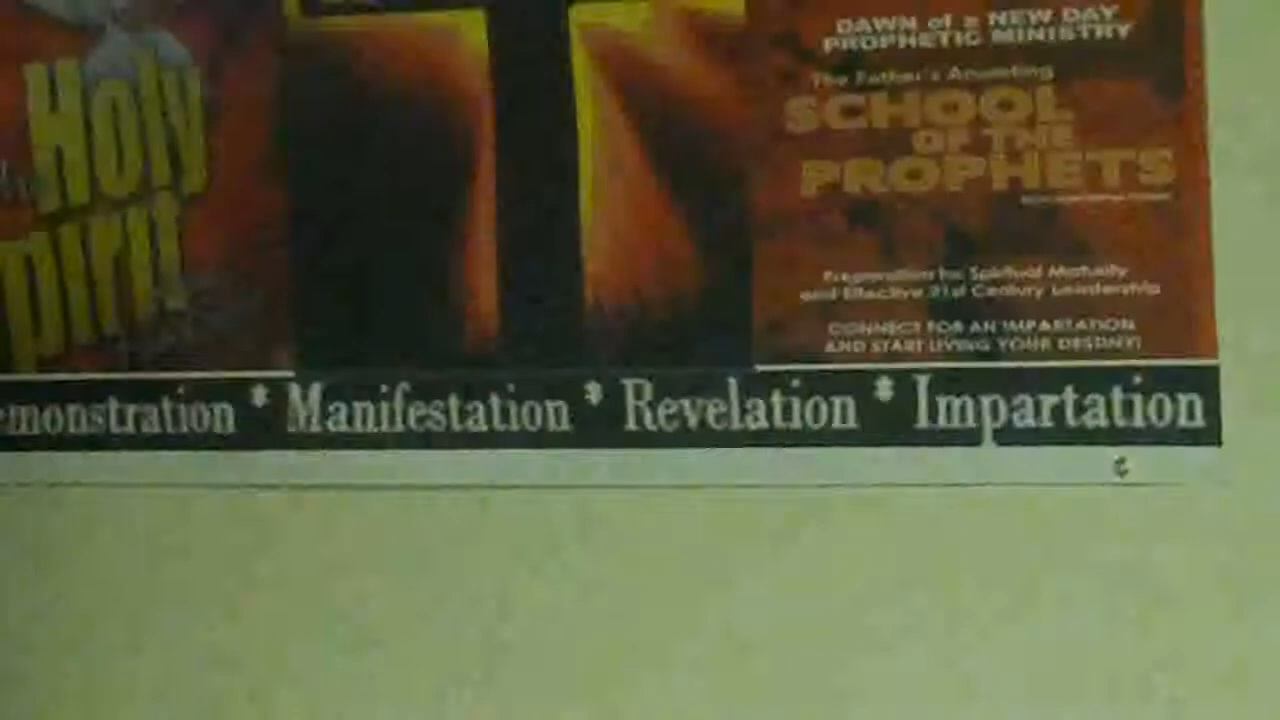 Holy
DAWN of a NEW DAY
PROPHETIC MINISTRY
The Father's Anointing
SCHOOL
OF THE
PROPHETS
Preparation for Spiritual Maturity
and Effective 21st Century Leadership
CONNECT FOR AN IMPARTATION
AND START LIVING YOUR DESTINY!
emonstration * Manifestation * Revelation * Impartation